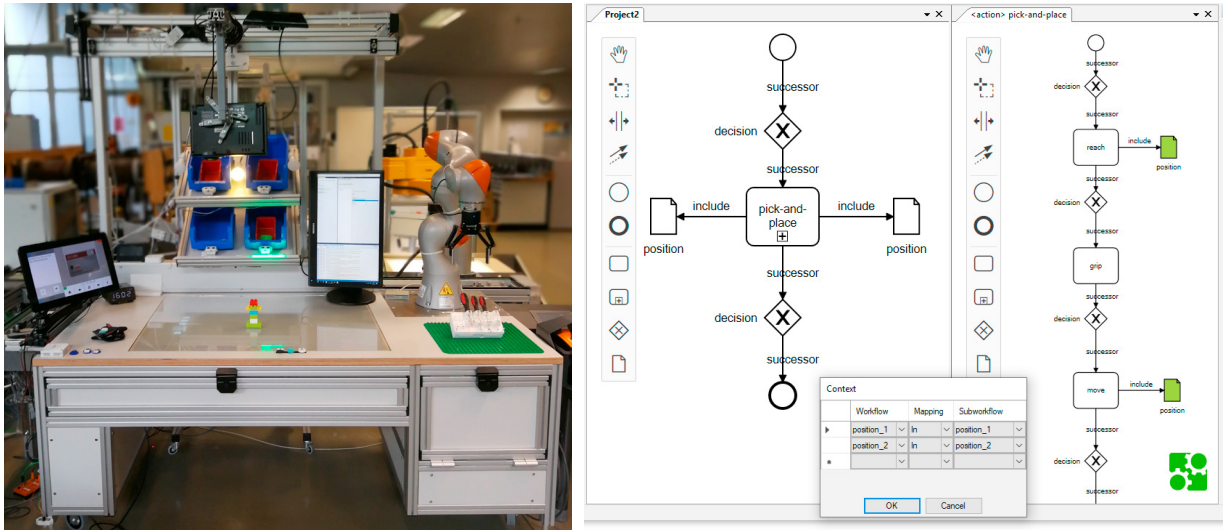 1602
Project2
successor
decision
successor
pick-and-
place
include
include
position
position
successor
decision
successor
<action> pick-and-place
successor
decision
successor
reach
include
position
successor
decision
successor
grip
successor
decision
successor
move
include
position
successor
decision
successor
Context
Workflow Mapping Subworkflow
position_1 In position_1
position_2 In position_2
OK Cancel